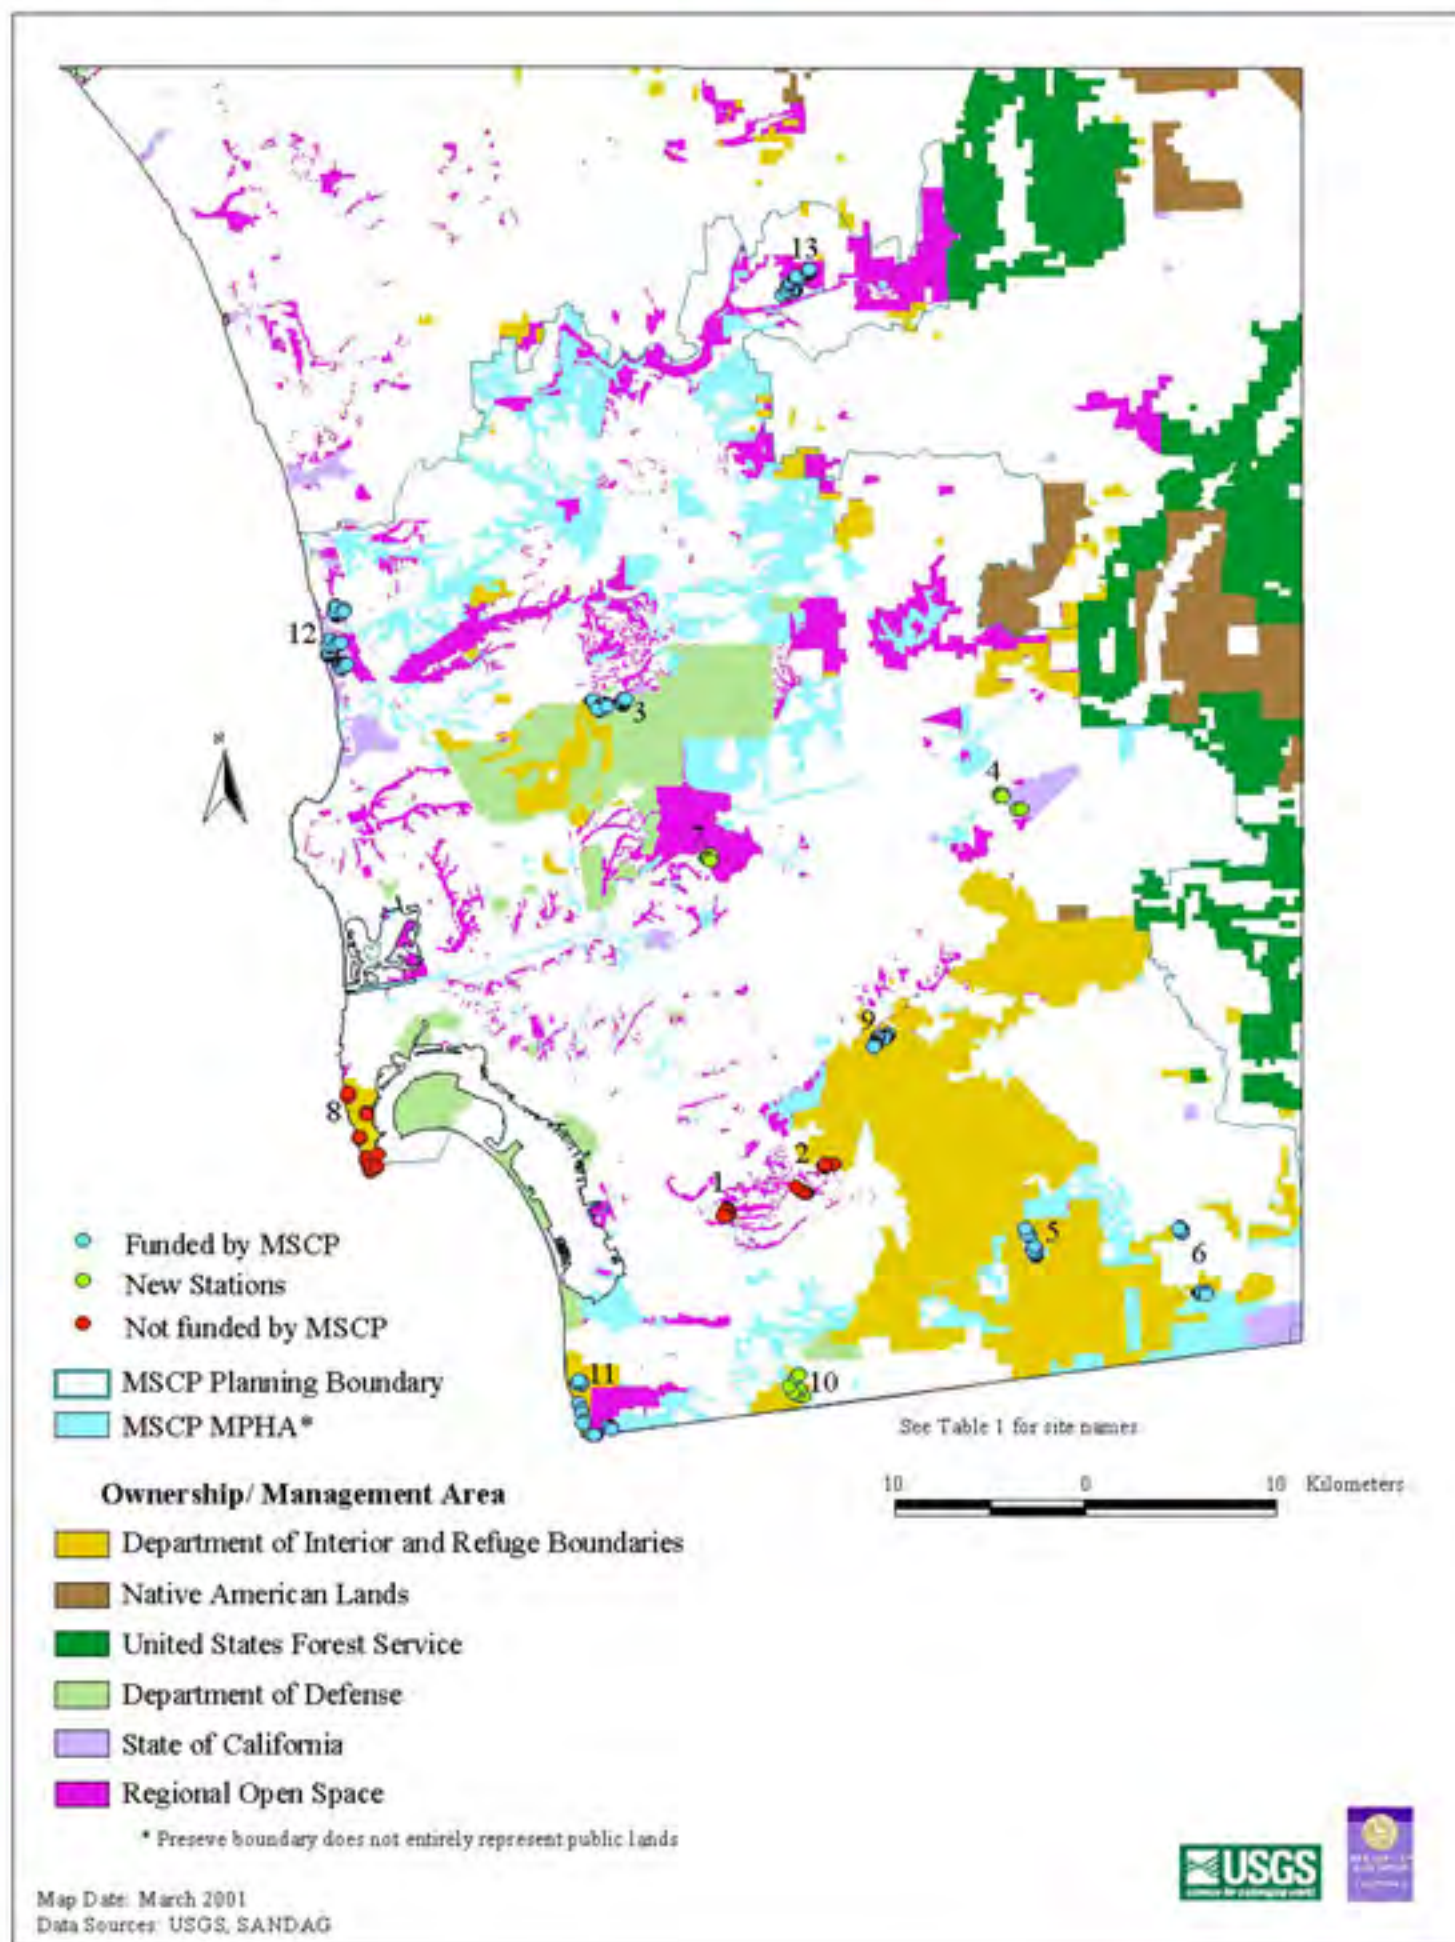 N
13
12
3
4
7
9
8
2
1
5
6
11
10
Funded by MSCP
New Stations
Not funded by MSCP
MSCP Planning Boundary
MSCP MPHA*
See Table 1 for site names
10 0 10 Kilometers
Ownership/ Management Area
Department of Interior and Refuge Boundaries
Native American Lands
United States Forest Service
Department of Defense
State of California
Regional Open Space
* Preseve boundary does not entirely represent public lands
USGS
science for a changing world
Map Date: March 2001
Data Sources: USGS, SANDAG